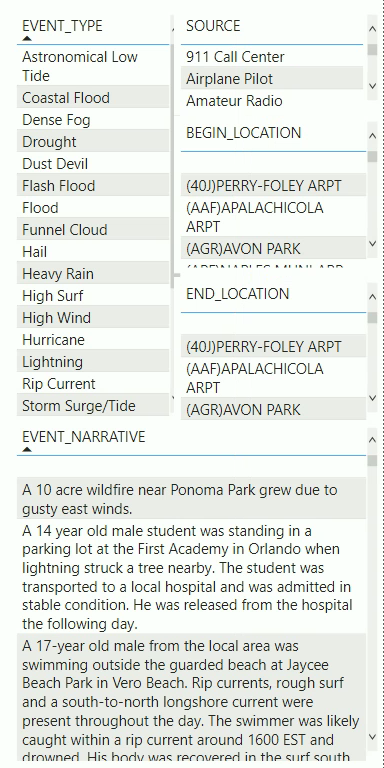 EVENT_TYPE
Astronomical Low
Tide
Coastal Flood
Dense Fog
Drought
Dust Devil
Flash Flood
Flood
Funnel Cloud
Hail
Heavy Rain
High Surf
High Wind
Hurricane
Lightning
Rip Current
Storm Surge/Tide
SOURCE
911 Call Center
Airplane Pilot
Amateur Radio
BEGIN_LOCATION
(40J)PERRY-FOLEY ARPT
(AAF)APALACHICOLA
ARPT
(AGR)AVON PARK
END_LOCATION
(40J)PERRY-FOLEY ARPT
(AAF)APALACHICOLA
ARPT
(AGR)AVON PARK
EVENT_NARRATIVE
A 10 acre wildfire near Ponoma Park grew due to
gusty east winds.
A 14 year old male student was standing in a
parking lot at the First Academy in Orlando when
lightning struck a tree nearby. The student was
transported to a local hospital and was admitted in
stable condition. He was released from the hospital
the following day.
A 17-year old male from the local area was
swimming outside the guarded beach at Jaycee
Beach Park in Vero Beach. Rip currents, rough surf
and a south-to-north longshore current were
present throughout the day. The swimmer was likely
caught within a rip current around 1600 EST and
drowned. His body was recovered in the surf south